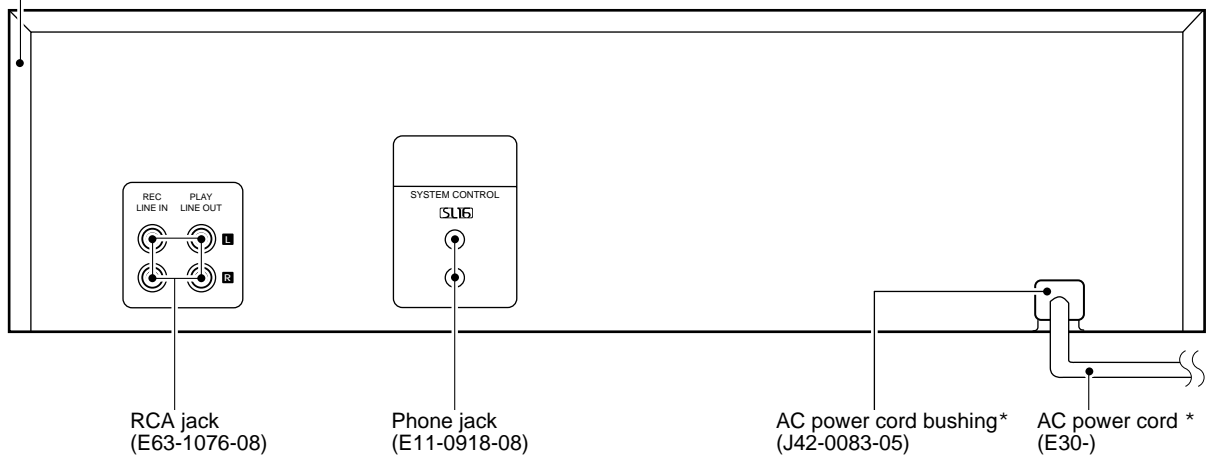 REC PLAY
LINE IN LINE OUT
L
R
SYSTEM CONTROL
SL16
RCA jack
(E63-1076-08)
Phone jack
(E11-0918-08)
AC power cord bushing*
(J42-0083-05)
AC power cord *
(E30-)